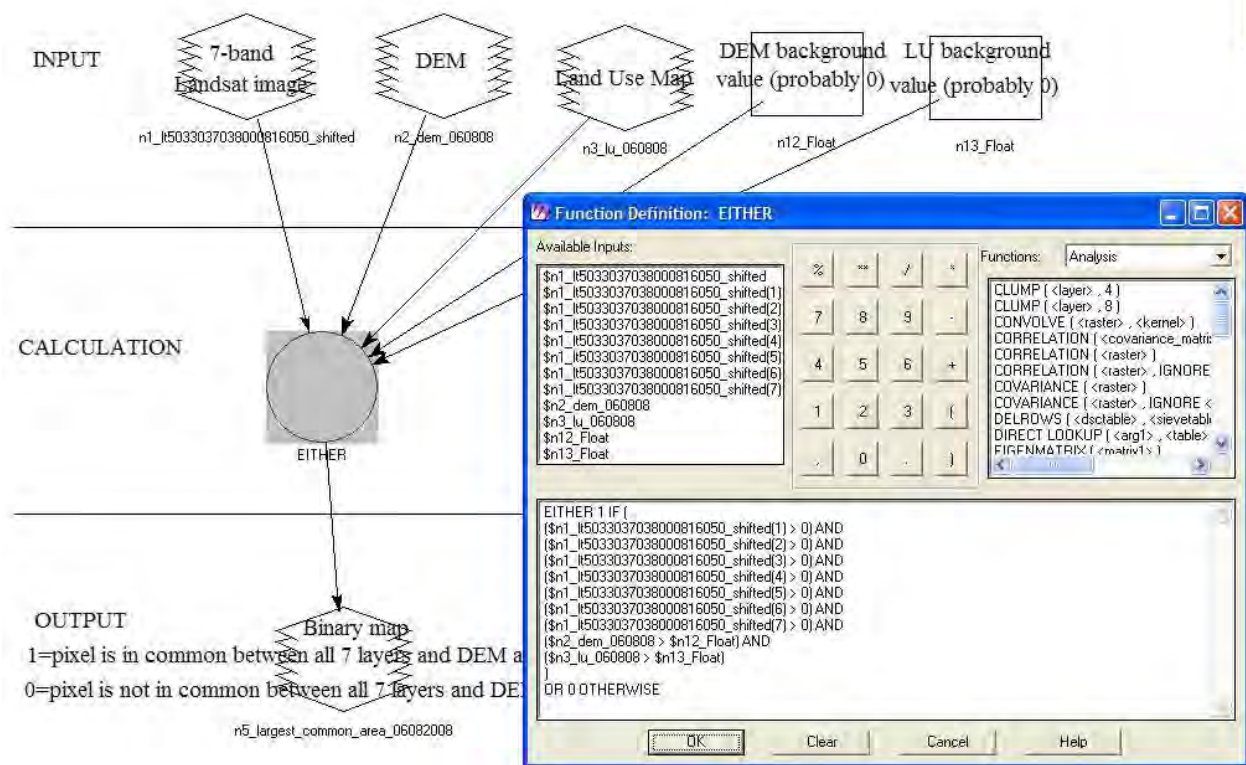 INPUT
7-band
Landsat image
n1_lt5033037038000816050_shifted
DEM
n2_dem_060808
Land Use Map
n3_lu_060808
DEM background
value (probably 0)
n12_Float
LU background
value (probably 0)
n13_Float
CALCULATION
EITHER
OUTPUT
Binary map
1=pixel is in common between all 7 layers and DEM a
0=pixel is not in common between all 7 layers and DE
n5_largest_common_area_06082008
Function Definition: EITHER
Available Inputs:
$n1_lt5033037038000816050_shifted
$n1_lt5033037038000816050_shifted(1)
$n1_lt5033037038000816050_shifted(2)
$n1_lt5033037038000816050_shifted(3)
$n1_lt5033037038000816050_shifted(4)
$n1_lt5033037038000816050_shifted(5)
$n1_lt5033037038000816050_shifted(6)
$n1_lt5033037038000816050_shifted(7)
$n2_dem_060808
$n3_lu_060808
$n12_Float
$n13_Float
% ** / *
7 8 9 -
4 5 6 +
1 2 3 (
, 0 . )
Functions: Analysis
CLUMP ( <layer> , 4 )
CLUMP ( <layer> , 8 )
CONVOLVE ( <raster> , <kernel> )
CORRELATION ( <covariance_matri
CORRELATION ( <raster> )
CORRELATION ( <raster> , IGNORE
COVARIANCE ( <raster> )
COVARIANCE ( <raster> , IGNORE <
DELROWS ( <dsctable> , <sievetabl
DIRECT LOOKUP ( <arg1> , <table>
EIGENMATRIX ( <matrix1> )
EITHER 1 IF (
($n1_lt5033037038000816050_shifted(1) > 0) AND
($n1_lt5033037038000816050_shifted(2) > 0) AND
($n1_lt5033037038000816050_shifted(3) > 0) AND
($n1_lt5033037038000816050_shifted(4) > 0) AND
($n1_lt5033037038000816050_shifted(5) > 0) AND
($n1_lt5033037038000816050_shifted(6) > 0) AND
($n1_lt5033037038000816050_shifted(7) > 0) AND
($n2_dem_060808 > $n12_Float) AND
($n3_lu_060808 > $n13_Float)
)
OR 0 OTHERWISE
OK
Clear
Cancel
Help